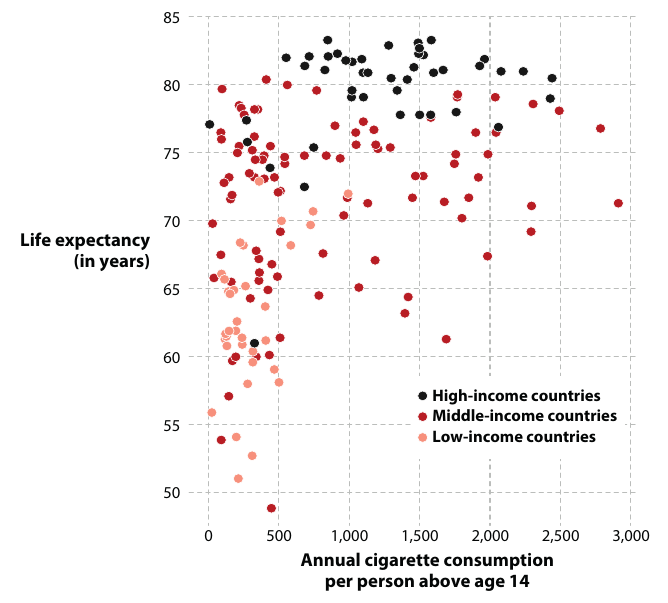 85
80
75
70
65
60
55
50
Life expectancy
(in years)
High-income countries
Middle-income countries
Low-income countries
0 500 1,000 1,500 2,000 2,500 3,000
Annual cigarette consumption
per person above age 14